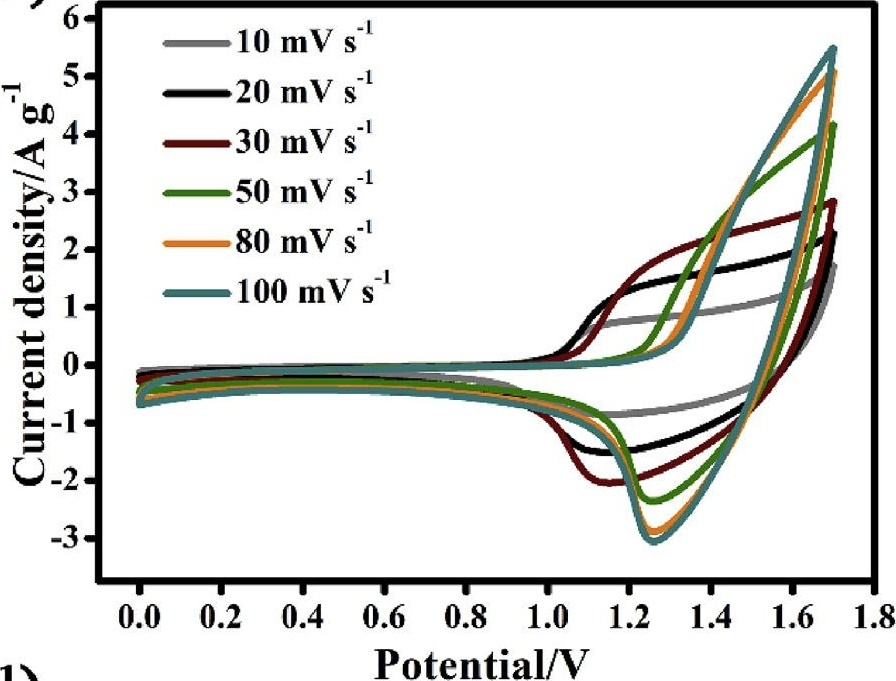 10 mV s⁻¹
20 mV s⁻¹
30 mV s⁻¹
50 mV s⁻¹
80 mV s⁻¹
100 mV s⁻¹
Current density/A g⁻¹
6
5
4
3
2
1
0
-1
-2
-3
0.0 0.2 0.4 0.6 0.8 1.0 1.2 1.4 1.6 1.8
Potential/V